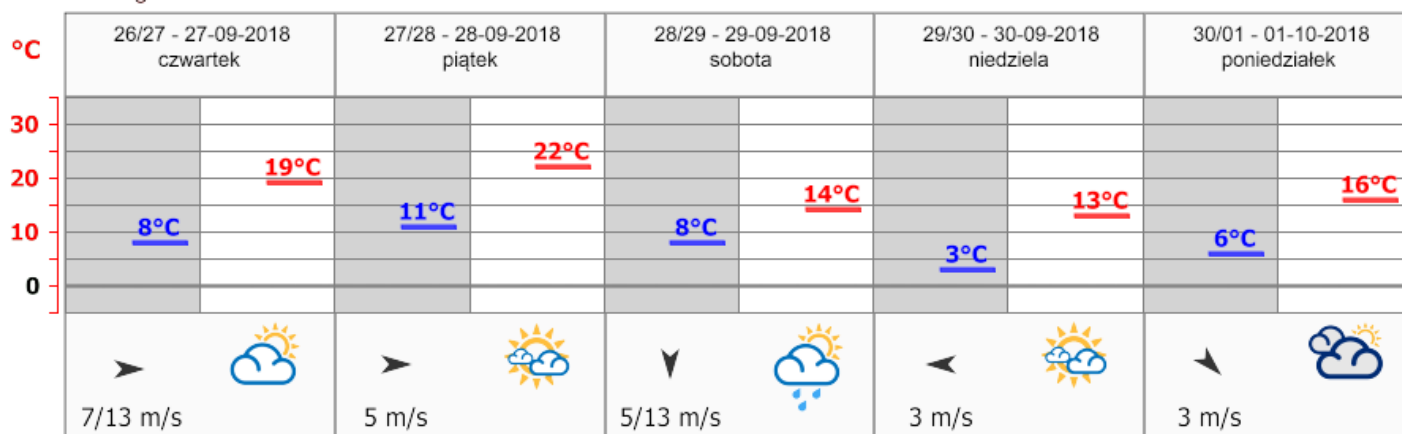 °C
26/27 - 27-09-2018
czwartek
27/28 - 28-09-2018
piątek
28/29 - 29-09-2018
sobota
29/30 - 30-09-2018
niedziela
30/01 - 01-10-2018
poniedziałek
30
20
10
0
8°C
19°C
11°C
22°C
8°C
14°C
3°C
13°C
6°C
16°C
7/13 m/s
5 m/s
5/13 m/s
3 m/s
3 m/s